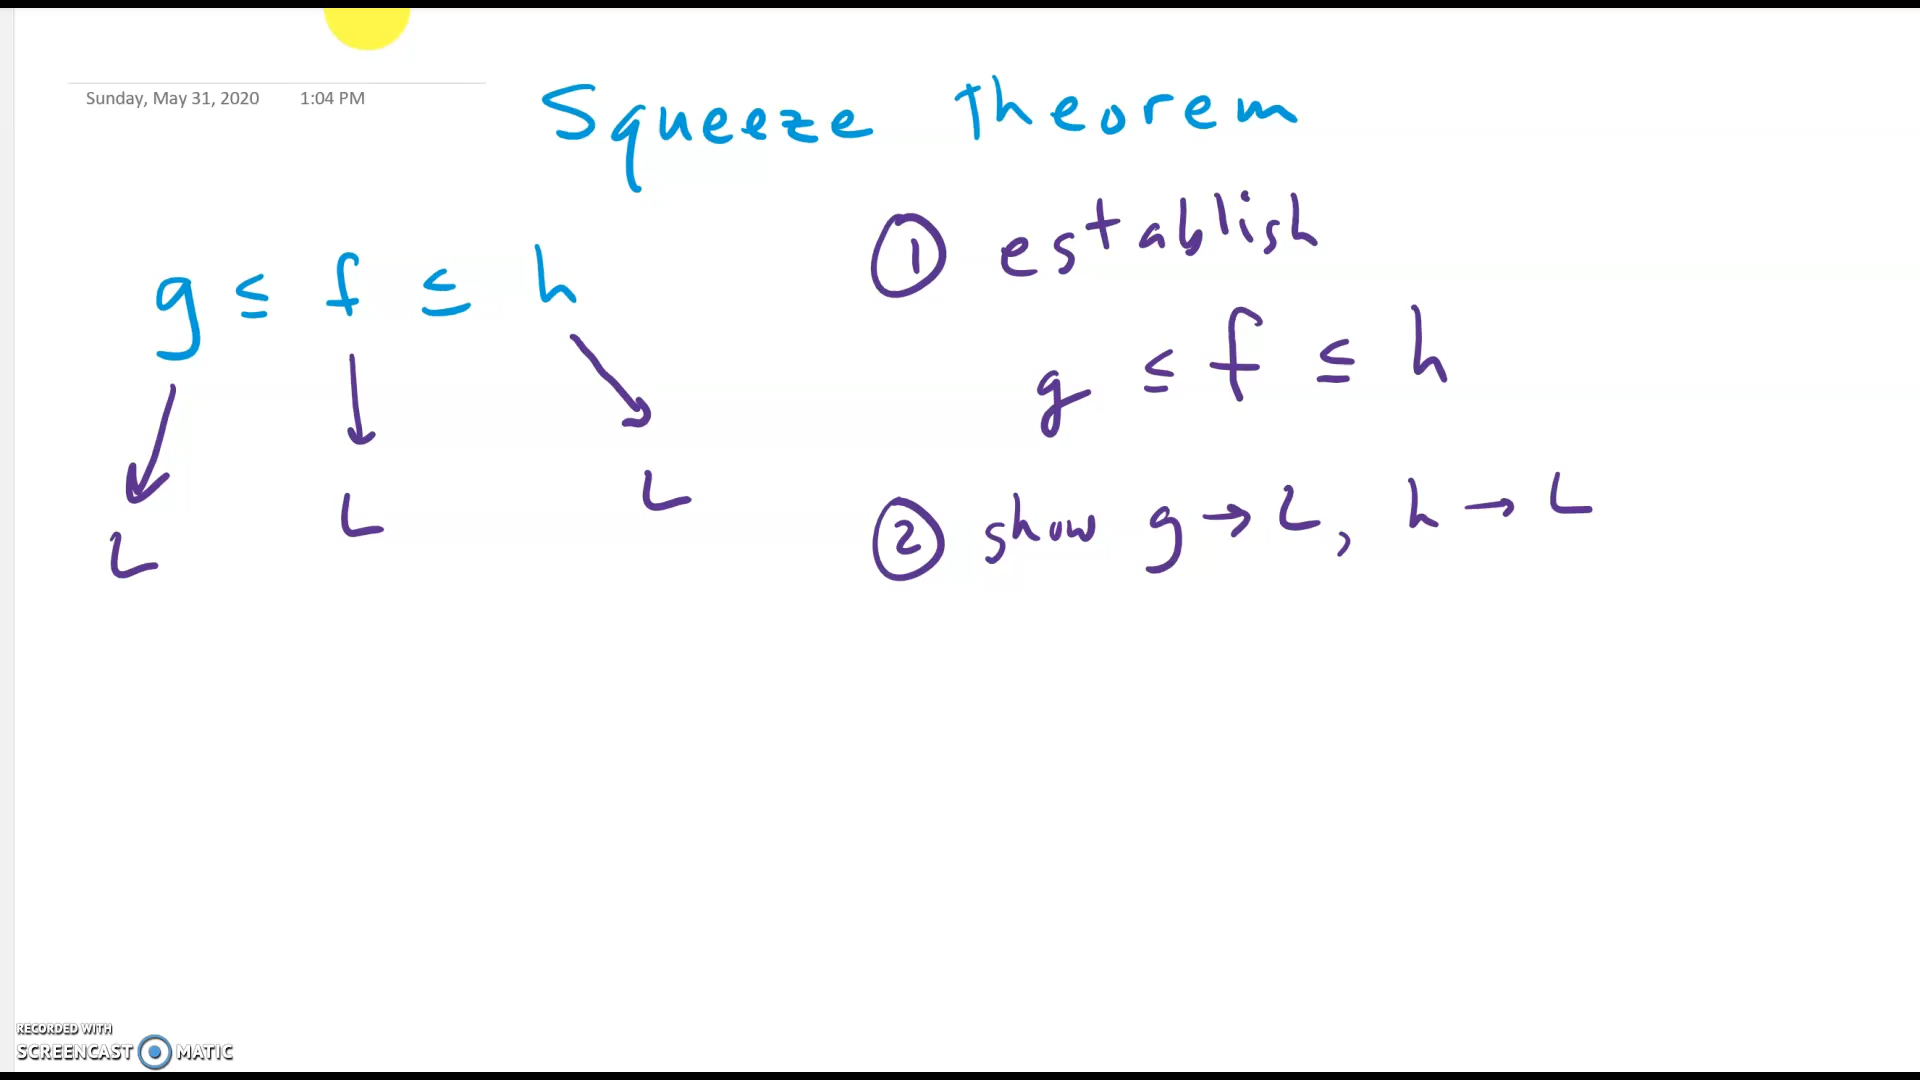 Sunday, May 31, 2020 1:04 PM
Squeeze Theorem
g ≤ f ≤ h
↙ ↓ ↘
L L L
① establish
g ≤ f ≤ h
② show g → L, h → L
RECORDED WITH
SCREENCAST MATIC